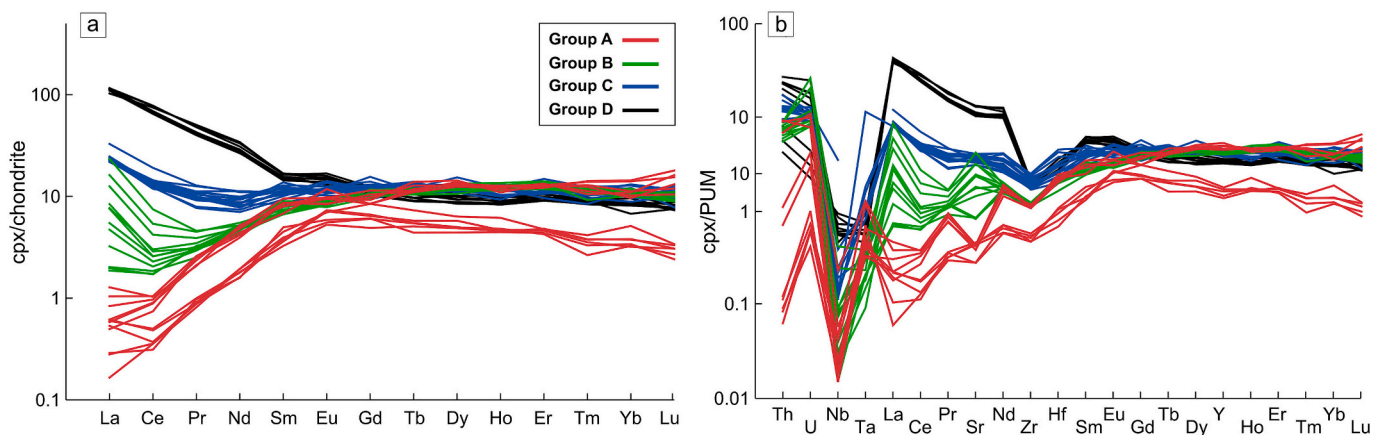 a
Group A
Group B
Group C
Group D
100
10
1
0.1
cpx/chondrite
La Ce Pr Nd Sm Eu Gd Tb Dy Ho Er Tm Yb Lu
b
100
10
10
1
0.1
0.01
cpx/PUM
Th Nb La Pr Nd Hf Eu Tb Y Er Yb
U Ta Ce Sr Zr Sm Gd Dy Ho Tm Lu